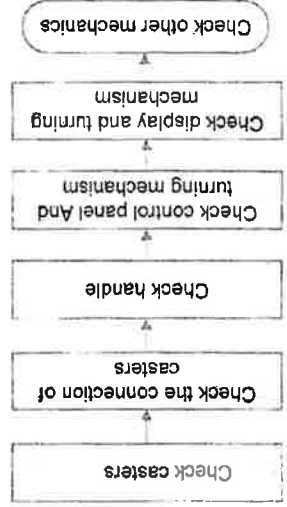 Check casters
Check the connection of
casters
Check handle
Check control panel And
turning mechanism
Check display and turning
mechanism
Check other mechanics